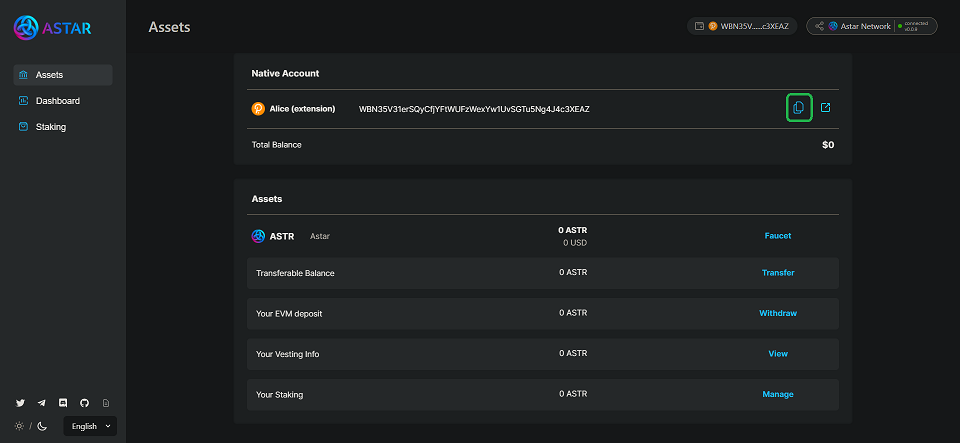 ASTAR
Assets
WBN35V......c3XEAZ
Astar Network
connected
v0.0.9
Assets
Dashboard
Staking
Native Account
Alice (extension)
WBN35V31erSQyCfjYFtWUFzWexYw1UvSGTu5Ng4J4c3XEAZ
Total Balance
$0
Assets
ASTR
Astar
0 ASTR
0 USD
Faucet
Transferable Balance
0 ASTR
Transfer
Your EVM deposit
0 ASTR
Withdraw
Your Vesting Info
0 ASTR
View
Your Staking
0 ASTR
Manage
/
English